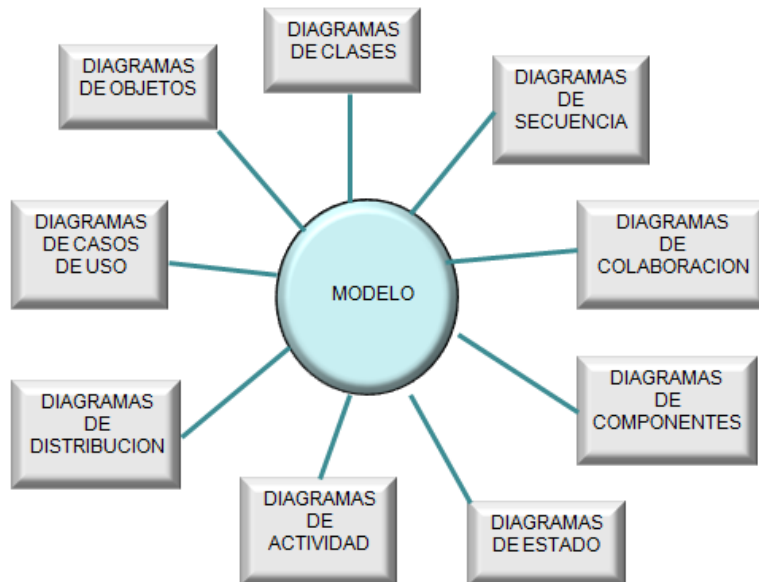 DIAGRAMAS
DE CLASES
DIAGRAMAS
DE OBJETOS
DIAGRAMAS
DE
SECUENCIA
DIAGRAMAS
DE CASOS
DE USO
DIAGRAMAS
DE
COLABORACION
MODELO
DIAGRAMAS
DE
DISTRIBUCION
DIAGRAMAS
DE
COMPONENTES
DIAGRAMAS
DE
ACTIVIDAD
DIAGRAMAS
DE ESTADO